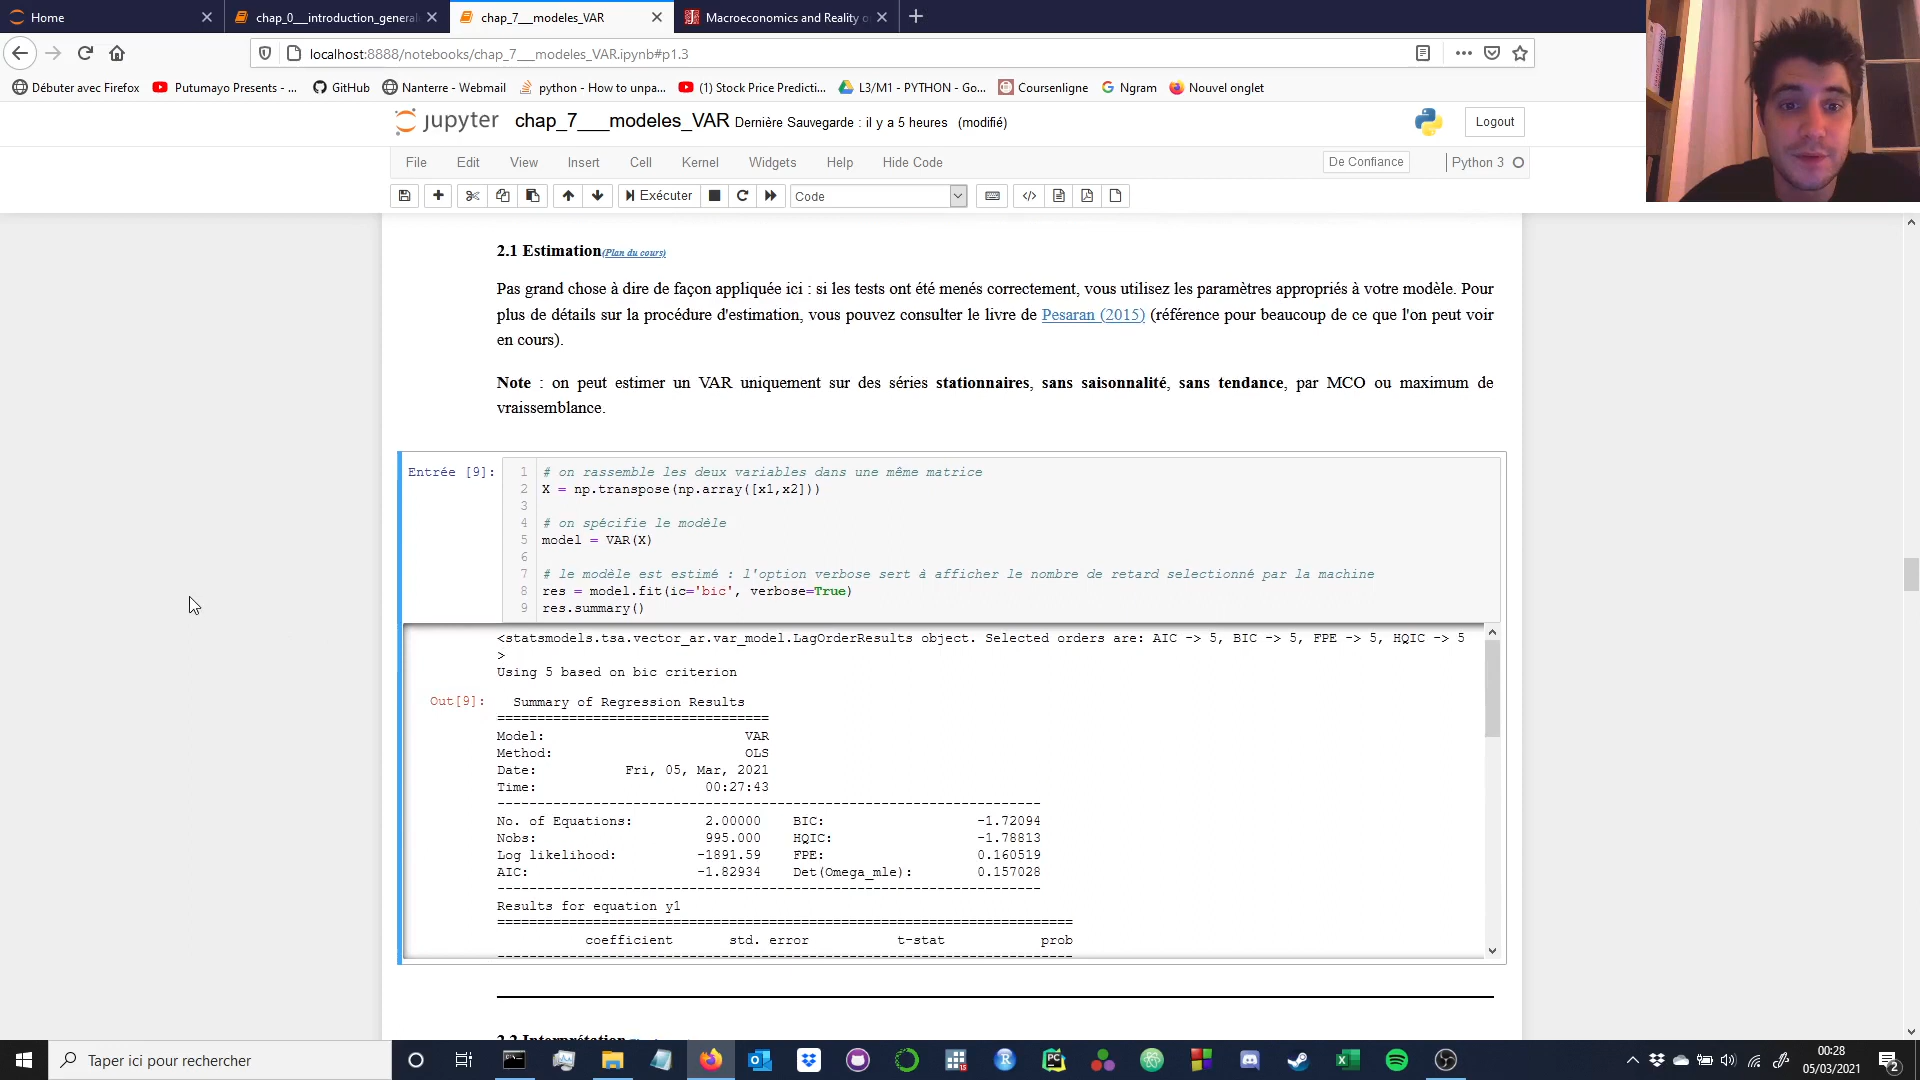 Home
chap_0__introduction_general
chap_7___modeles_VAR
Macroeconomics and Reality o
localhost:8888/notebooks/chap_7___modeles_VAR.ipynb#p1.3
Débuter avec Firefox
Putumayo Presents - ...
GitHub
Nanterre - Webmail
python - How to unpa...
(1) Stock Price Predicti...
L3/M1 - PYTHON - Go...
Coursenligne
Ngram
Nouvel onglet
jupyter chap_7___modeles_VAR Dernière Sauvegarde : il y a 5 heures (modifié)
Logout
File Edit View Insert Cell Kernel Widgets Help Hide Code
De Confiance
Python 3
Exécuter
Code
2.1 Estimation(Plan du cours)
Pas grand chose à dire de façon appliquée ici : si les tests ont été menés correctement, vous utilisez les paramètres appropriés à votre modèle. Pour
plus de détails sur la procédure d'estimation, vous pouvez consulter le livre de Pesaran (2015) (référence pour beaucoup de ce que l'on peut voir
en cours).
Note : on peut estimer un VAR uniquement sur des séries stationnaires, sans saisonnalité, sans tendance, par MCO ou maximum de
vraissemblance.
Entrée [9]:
1 # on rassemble les deux variables dans une même matrice
2 X = np.transpose(np.array([x1,x2]))
3
4 # on spécifie le modèle
5 model = VAR(X)
6
7 # le modèle est estimé : l'option verbose sert à afficher le nombre de retard selectionné par la machine
8 res = model.fit(ic='bic', verbose=True)
9 res.summary()
<statsmodels.tsa.vector_ar.var_model.LagOrderResults object. Selected orders are: AIC -> 5, BIC -> 5, FPE -> 5, HQIC -> 5
>
Using 5 based on bic criterion
Out[9]: Summary of Regression Results
==================================
Model: VAR
Method: OLS
Date: Fri, 05, Mar, 2021
Time: 00:27:43
--------------------------------------------------------------------
No. of Equations: 2.00000 BIC: -1.72094
Nobs: 995.000 HQIC: -1.78813
Log likelihood: -1891.59 FPE: 0.160519
AIC: -1.82934 Det(Omega_mle): 0.157028
--------------------------------------------------------------------
Results for equation y1
========================================================================
coefficient std. error t-stat prob
------------------------------------------------------------------------
2.2 Interprétation
Taper ici pour rechercher
00:28
05/03/2021
2